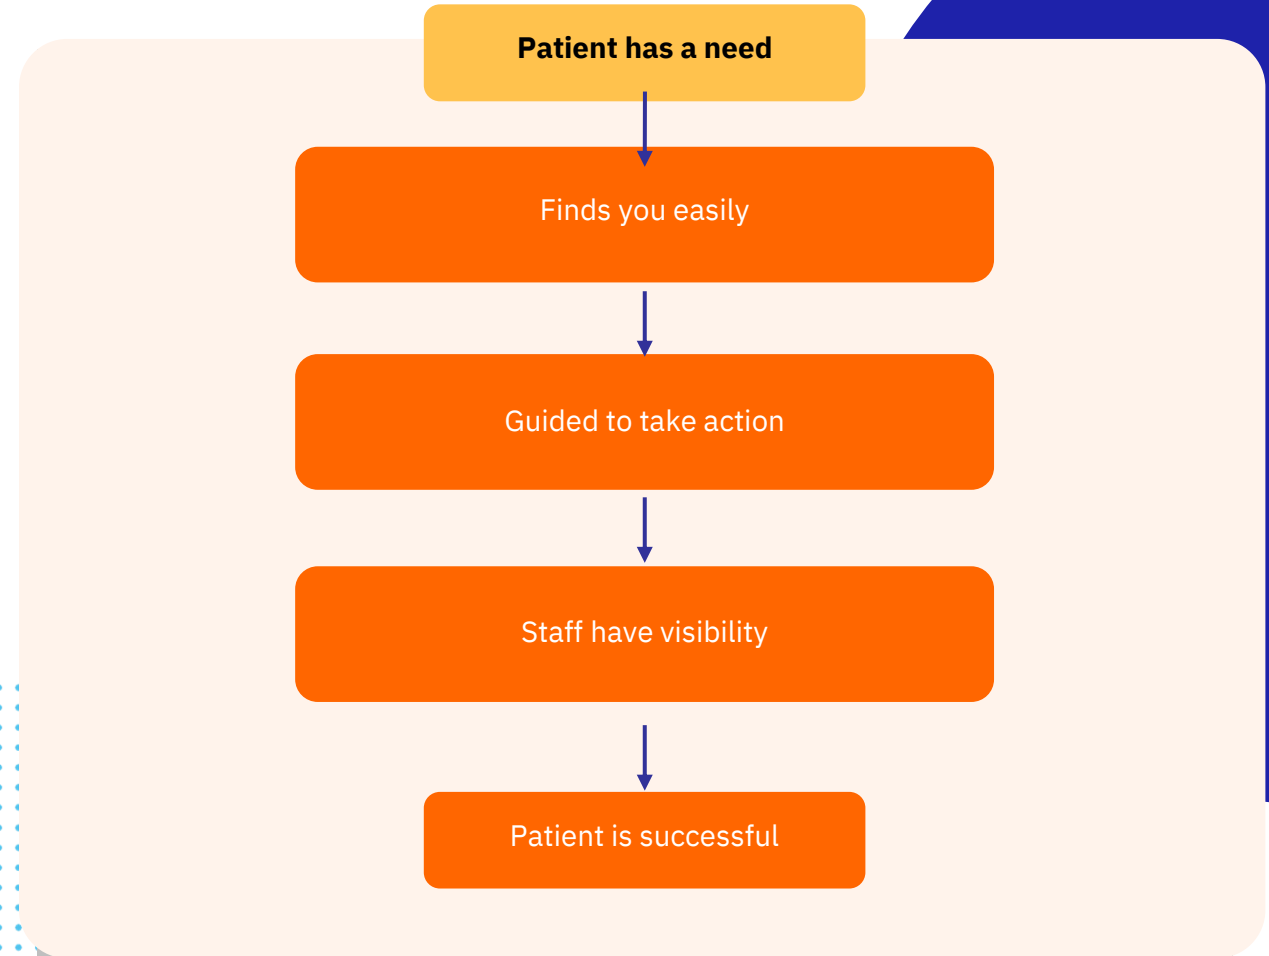 Patient has a need
Finds you easily
Guided to take action
Staff have visibility
Patient is successful